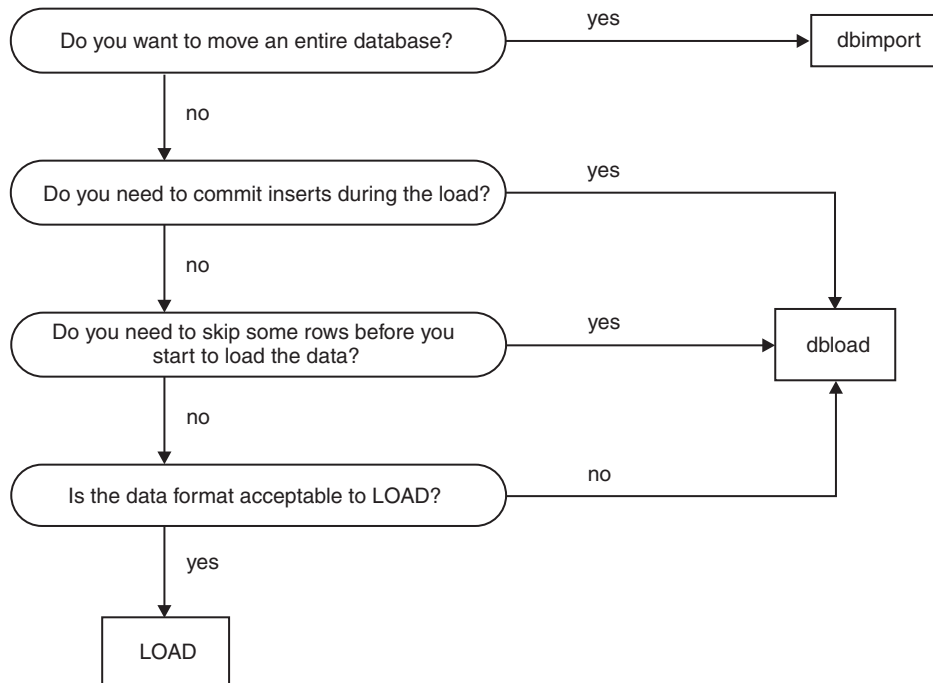 Do you want to move an entire database?
yes
dbimport
no
Do you need to commit inserts during the load?
yes
no
Do you need to skip some rows before you
start to load the data?
yes
dbload
no
Is the data format acceptable to LOAD?
no
yes
LOAD